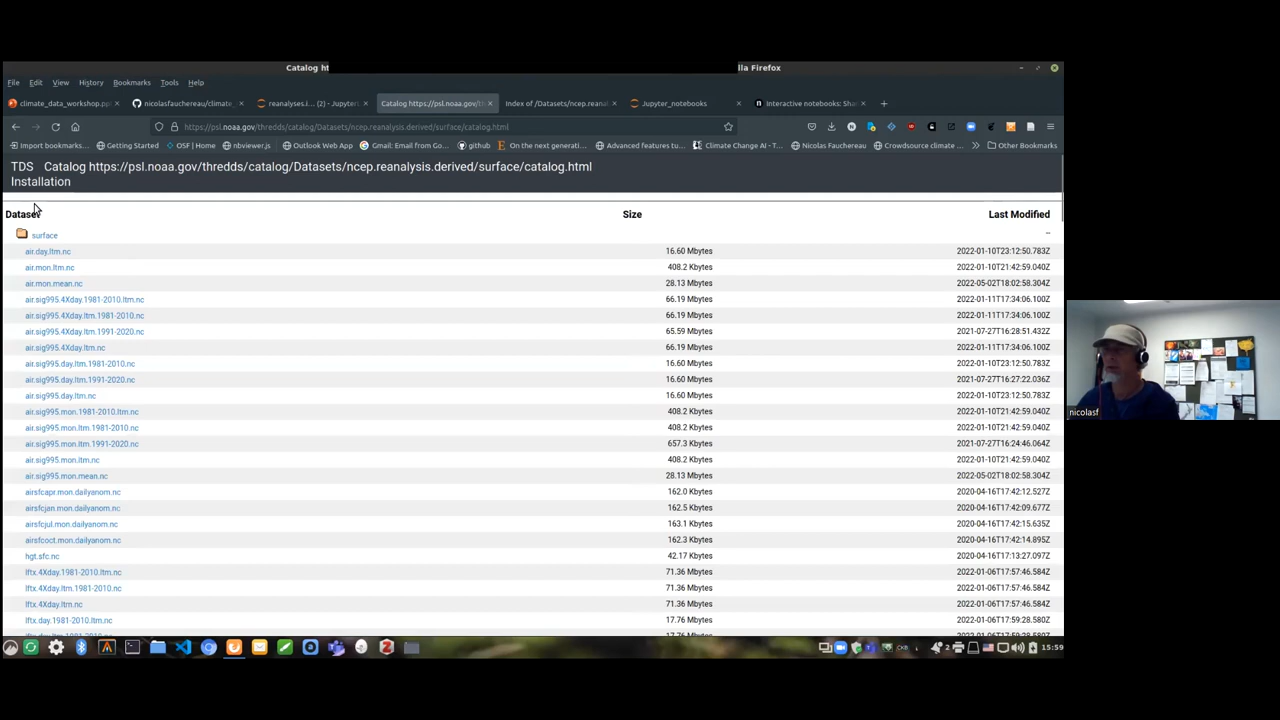 Catalog ht
lla Firefox
File Edit View History Bookmarks Tools Help
climate_data_workshop.pp
nicolasfauchereau/climate_
reanalyses.i... (2) - Jupyter
Catalog https://psl.noaa.gov/th
Index of /Datasets/ncep.reanal
Jupyter_notebooks
Interactive notebooks: Sha
https://psl.noaa.gov/thredds/catalog/Datasets/ncep.reanalysis.derived/surface/catalog.html
Import bookmarks... Getting Started OSF | Home nbviewer.js Outlook Web App Gmail: Email from Go... github On the next generation... Advanced features tu... Climate Change AI - T... Nicolas Fauchereau Crowdsource climate ... Other Bookmarks
TDS Catalog https://psl.noaa.gov/thredds/catalog/Datasets/ncep.reanalysis.derived/surface/catalog.html
Installation
Dataset Size Last Modified
surface --
air.day.ltm.nc 16.60 Mbytes 2022-01-10T23:12:50.783Z
air.mon.ltm.nc 408.2 Kbytes 2022-01-10T21:42:59.040Z
air.mon.mean.nc 28.13 Mbytes 2022-05-02T18:02:58.304Z
air.sig995.4Xday.1981-2010.ltm.nc 66.19 Mbytes 2022-01-11T17:34:06.100Z
air.sig995.4Xday.ltm.1981-2010.nc 66.19 Mbytes 2022-01-11T17:34:06.100Z
air.sig995.4Xday.ltm.1991-2020.nc 65.59 Mbytes 2021-07-27T16:28:51.432Z
air.sig995.4Xday.ltm.nc 66.19 Mbytes 2022-01-11T17:34:06.100Z
air.sig995.day.ltm.1981-2010.nc 16.60 Mbytes 2022-01-10T23:12:50.783Z
air.sig995.day.ltm.1991-2020.nc 16.60 Mbytes 2021-07-27T16:27:22.036Z
air.sig995.day.ltm.nc 16.60 Mbytes 2022-01-10T23:12:50.783Z
air.sig995.mon.1981-2010.ltm.nc 408.2 Kbytes 2022-01-10T21:42:59.040Z
air.sig995.mon.ltm.1981-2010.nc 408.2 Kbytes 2022-01-10T21:42:59.040Z
air.sig995.mon.ltm.1991-2020.nc 657.3 Kbytes 2021-07-27T16:24:46.064Z
air.sig995.mon.ltm.nc 408.2 Kbytes 2022-01-10T21:42:59.040Z
air.sig995.mon.mean.nc 28.13 Mbytes 2022-05-02T18:02:58.304Z
airsfcapr.mon.dailyanom.nc 162.0 Kbytes 2020-04-16T17:42:12.527Z
airsfcjan.mon.dailyanom.nc 162.5 Kbytes 2020-04-16T17:42:09.677Z
airsfcjul.mon.dailyanom.nc 163.1 Kbytes 2020-04-16T17:42:15.635Z
airsfcoct.mon.dailyanom.nc 162.3 Kbytes 2020-04-16T17:42:14.895Z
hgt.sfc.nc 42.17 Kbytes 2020-04-16T17:13:27.097Z
lftx.4Xday.1981-2010.ltm.nc 71.36 Mbytes 2022-01-06T17:57:46.584Z
lftx.4Xday.ltm.1981-2010.nc 71.36 Mbytes 2022-01-06T17:57:46.584Z
lftx.4Xday.ltm.nc 71.36 Mbytes 2022-01-06T17:57:46.584Z
lftx.day.1981-2010.ltm.nc 17.76 Mbytes 2022-01-06T17:59:28.580Z
nicolasf
2
15:59